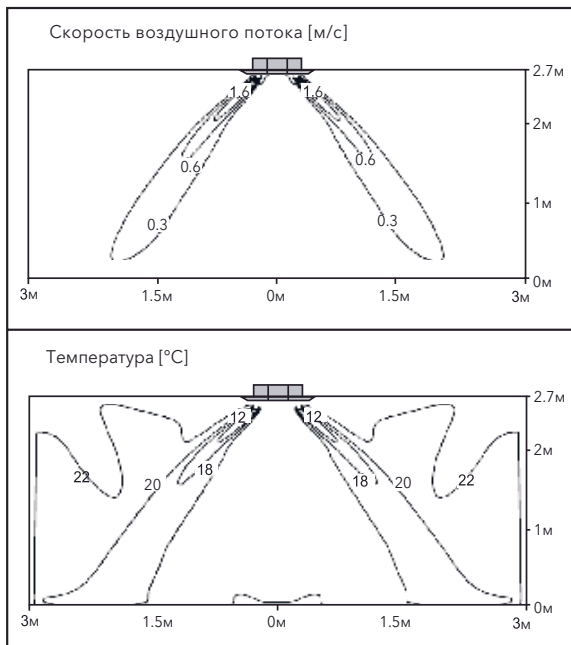 Скорость воздушного потока [м/с]
2.7м
1.6 1.6
2м
0.6 0.6
1м
0.3 0.3
0м
3м 1.5м 0м 1.5м 3м
Температура [°C]
2.7м
12 12
2м
22 20 18 18 20 22
1м
0м
3м 1.5м 0м 1.5м 3м